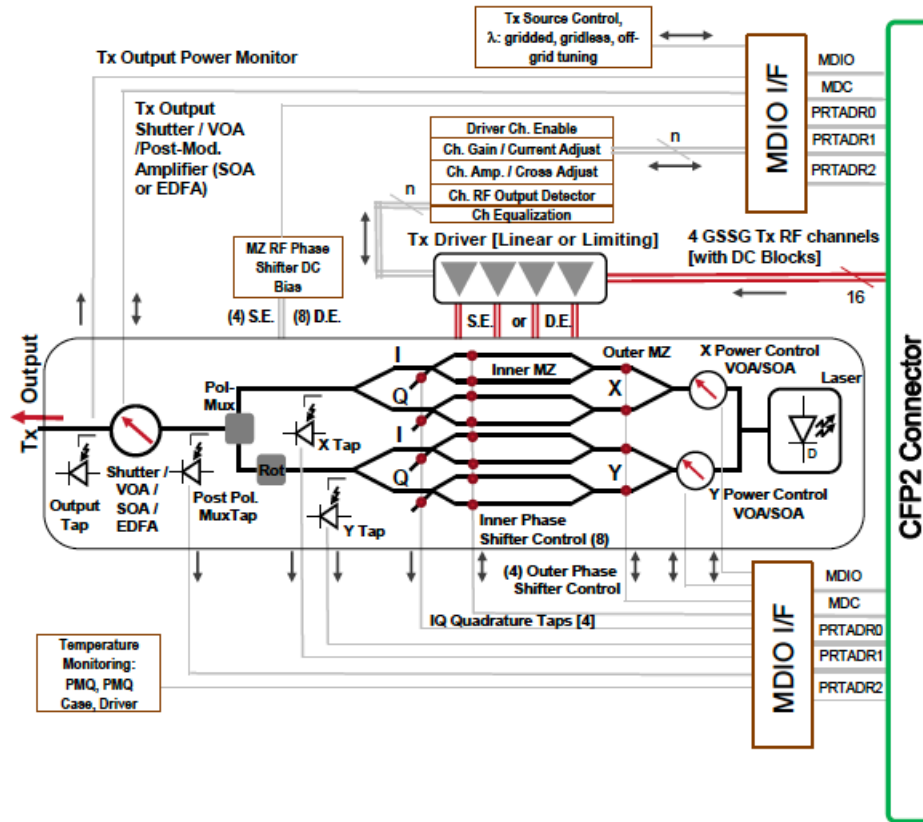 Tx Source Control,
λ: gridded, gridless, off-
grid tuning
Tx Output Power Monitor
MDIO I/F
MDIO
MDC
PRTADR0
PRTADR1
PRTADR2
Tx Output
Shutter / VOA
/Post-Mod.
Amplifier (SOA
or EDFA)
Driver Ch. Enable
Ch. Gain / Current Adjust
Ch. Amp. / Cross Adjust
Ch. RF Output Detector
Ch Equalization
n
n
Tx Driver [Linear or Limiting]
4 GSSG Tx RF channels
[with DC Blocks]
16
MZ RF Phase
Shifter DC
Bias
(4) S.E.
(8) D.E.
S.E. or D.E.
CFP2 Connector
Tx Output
Pol-
Mux
I
Q
I
Q
Inner MZ
Outer MZ
X
Y
X Power Control
VOA/SOA
Laser
D
X Tap
Rot
Output
Tap
Shutter /
VOA /
SOA /
EDFA
Post Pol.
MuxTap
Y Tap
Inner Phase
Shifter Control (8)
Y Power Control
VOA/SOA
(4) Outer Phase
Shifter Control
IQ Quadrature Taps [4]
MDIO I/F
MDIO
MDC
PRTADR0
PRTADR1
PRTADR2
Temperature
Monitoring:
PMQ, PMQ
Case, Driver